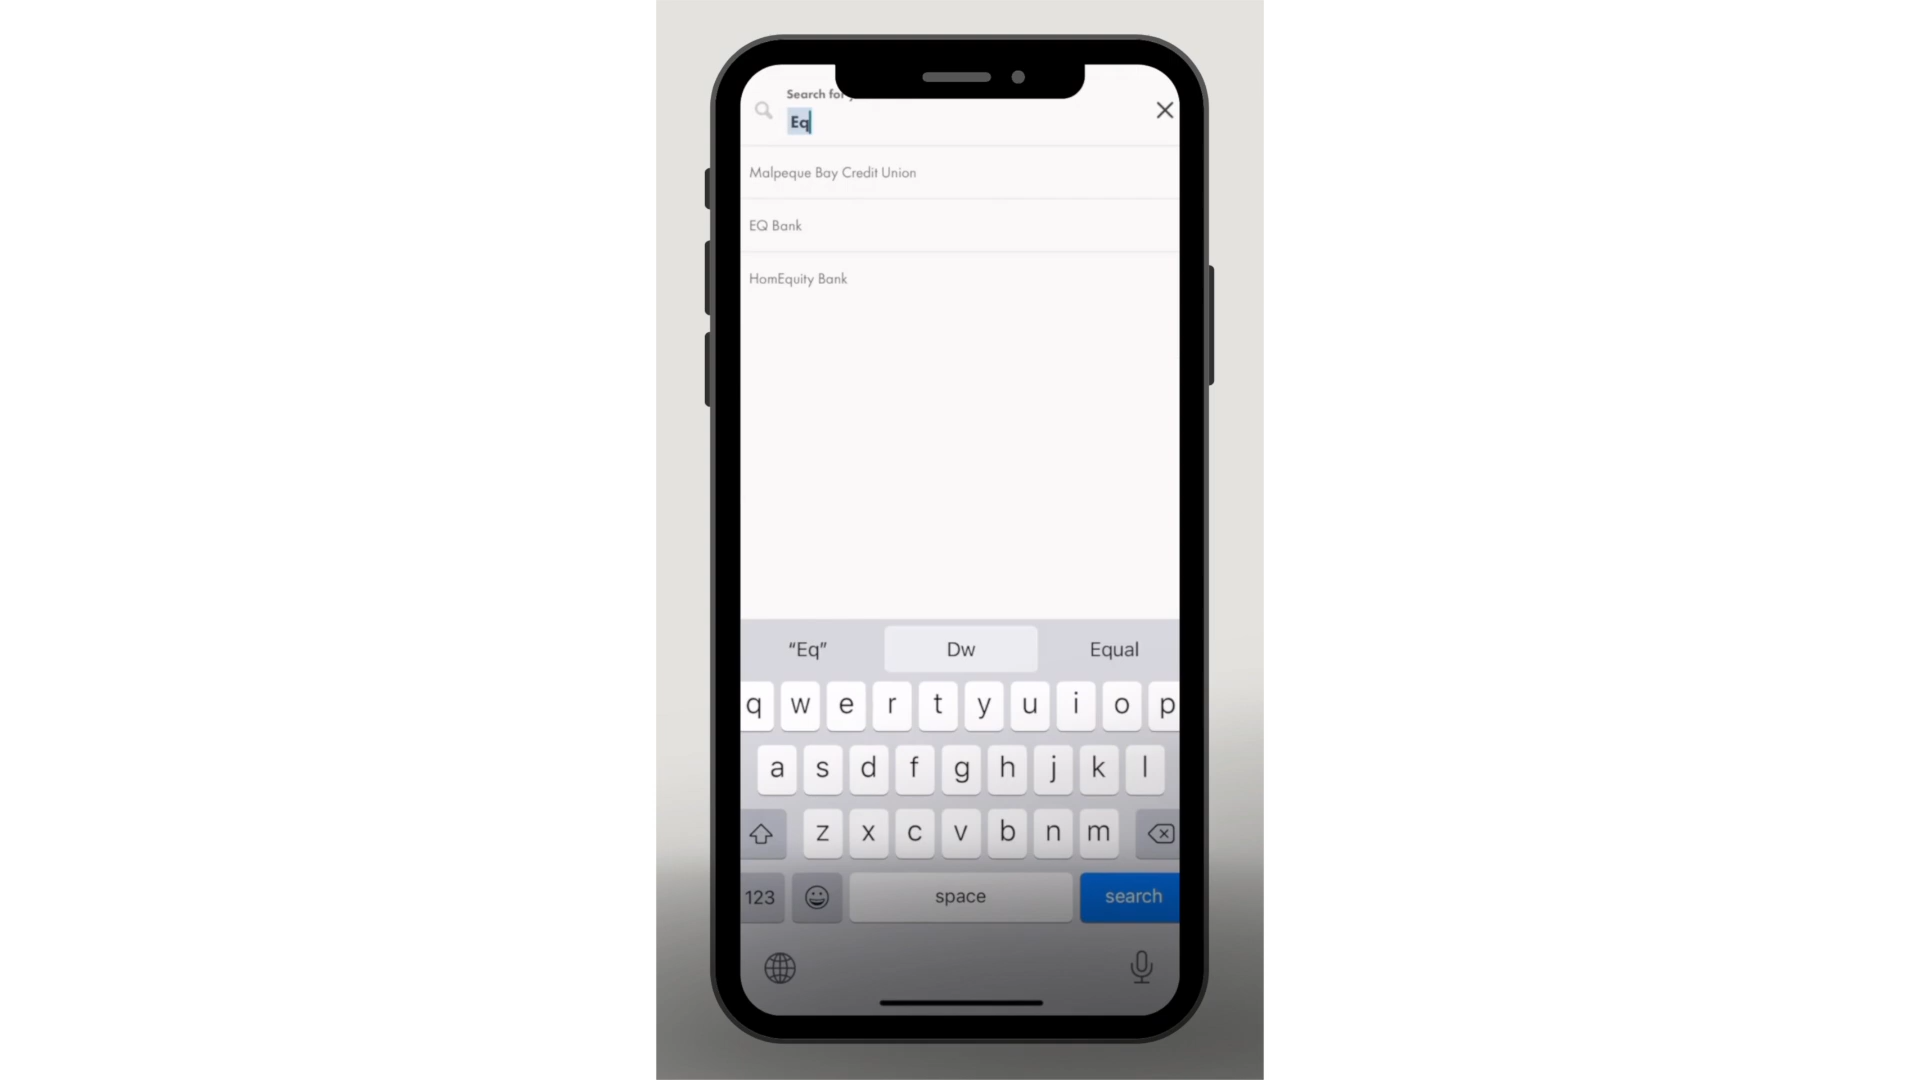 Search for
Eq
Malpeque Bay Credit Union
EQ Bank
HomEquity Bank
“Eq” Dw Equal
q w e r t y u i o p
a s d f g h j k l
z x c v b n m
123 space search